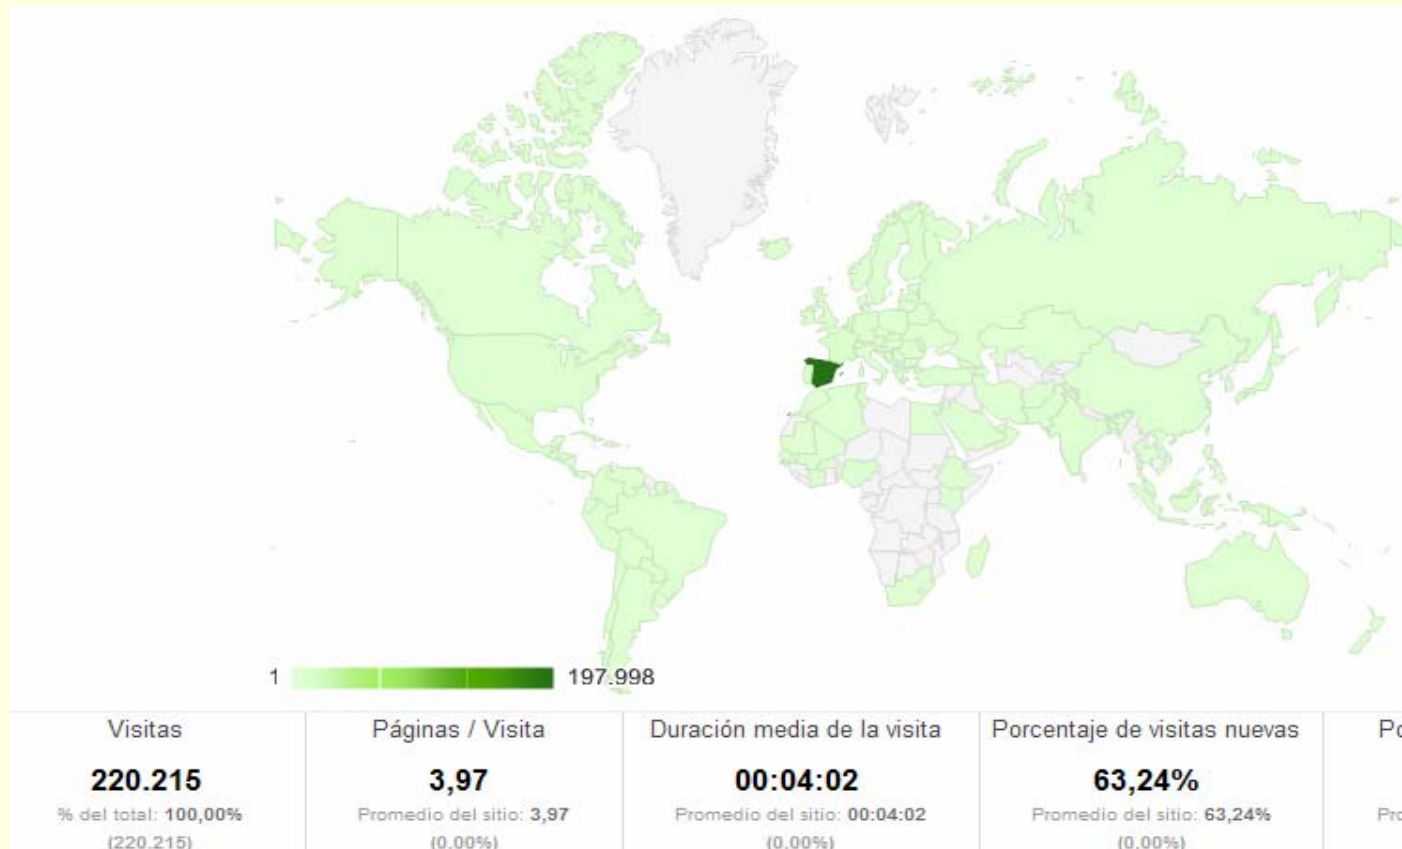 1 197.998
Visitas
220.215
% del total: 100,00%
(220.215)
Páginas / Visita
3,97
Promedio del sitio: 3,97
(0.00%)
Duración media de la visita
00:04:02
Promedio del sitio: 00:04:02
(0.00%)
Porcentaje de visitas nuevas
63,24%
Promedio del sitio: 63,24%
(0.00%)